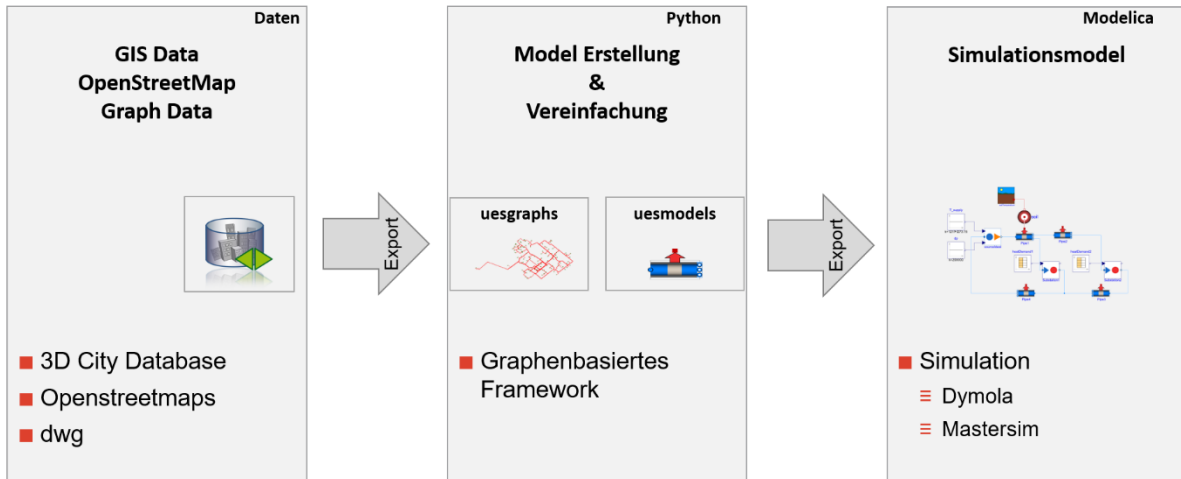 Daten
GIS Data
OpenStreetMap
Graph Data
3D City Database
Openstreetmaps
dwg
Export
Python
Model Erstellung
&
Vereinfachung
uesgraphs
uesmodels
Graphenbasiertes
Framework
Export
Modelica
Simulationsmodel
Simulation
Dymola
Mastersim